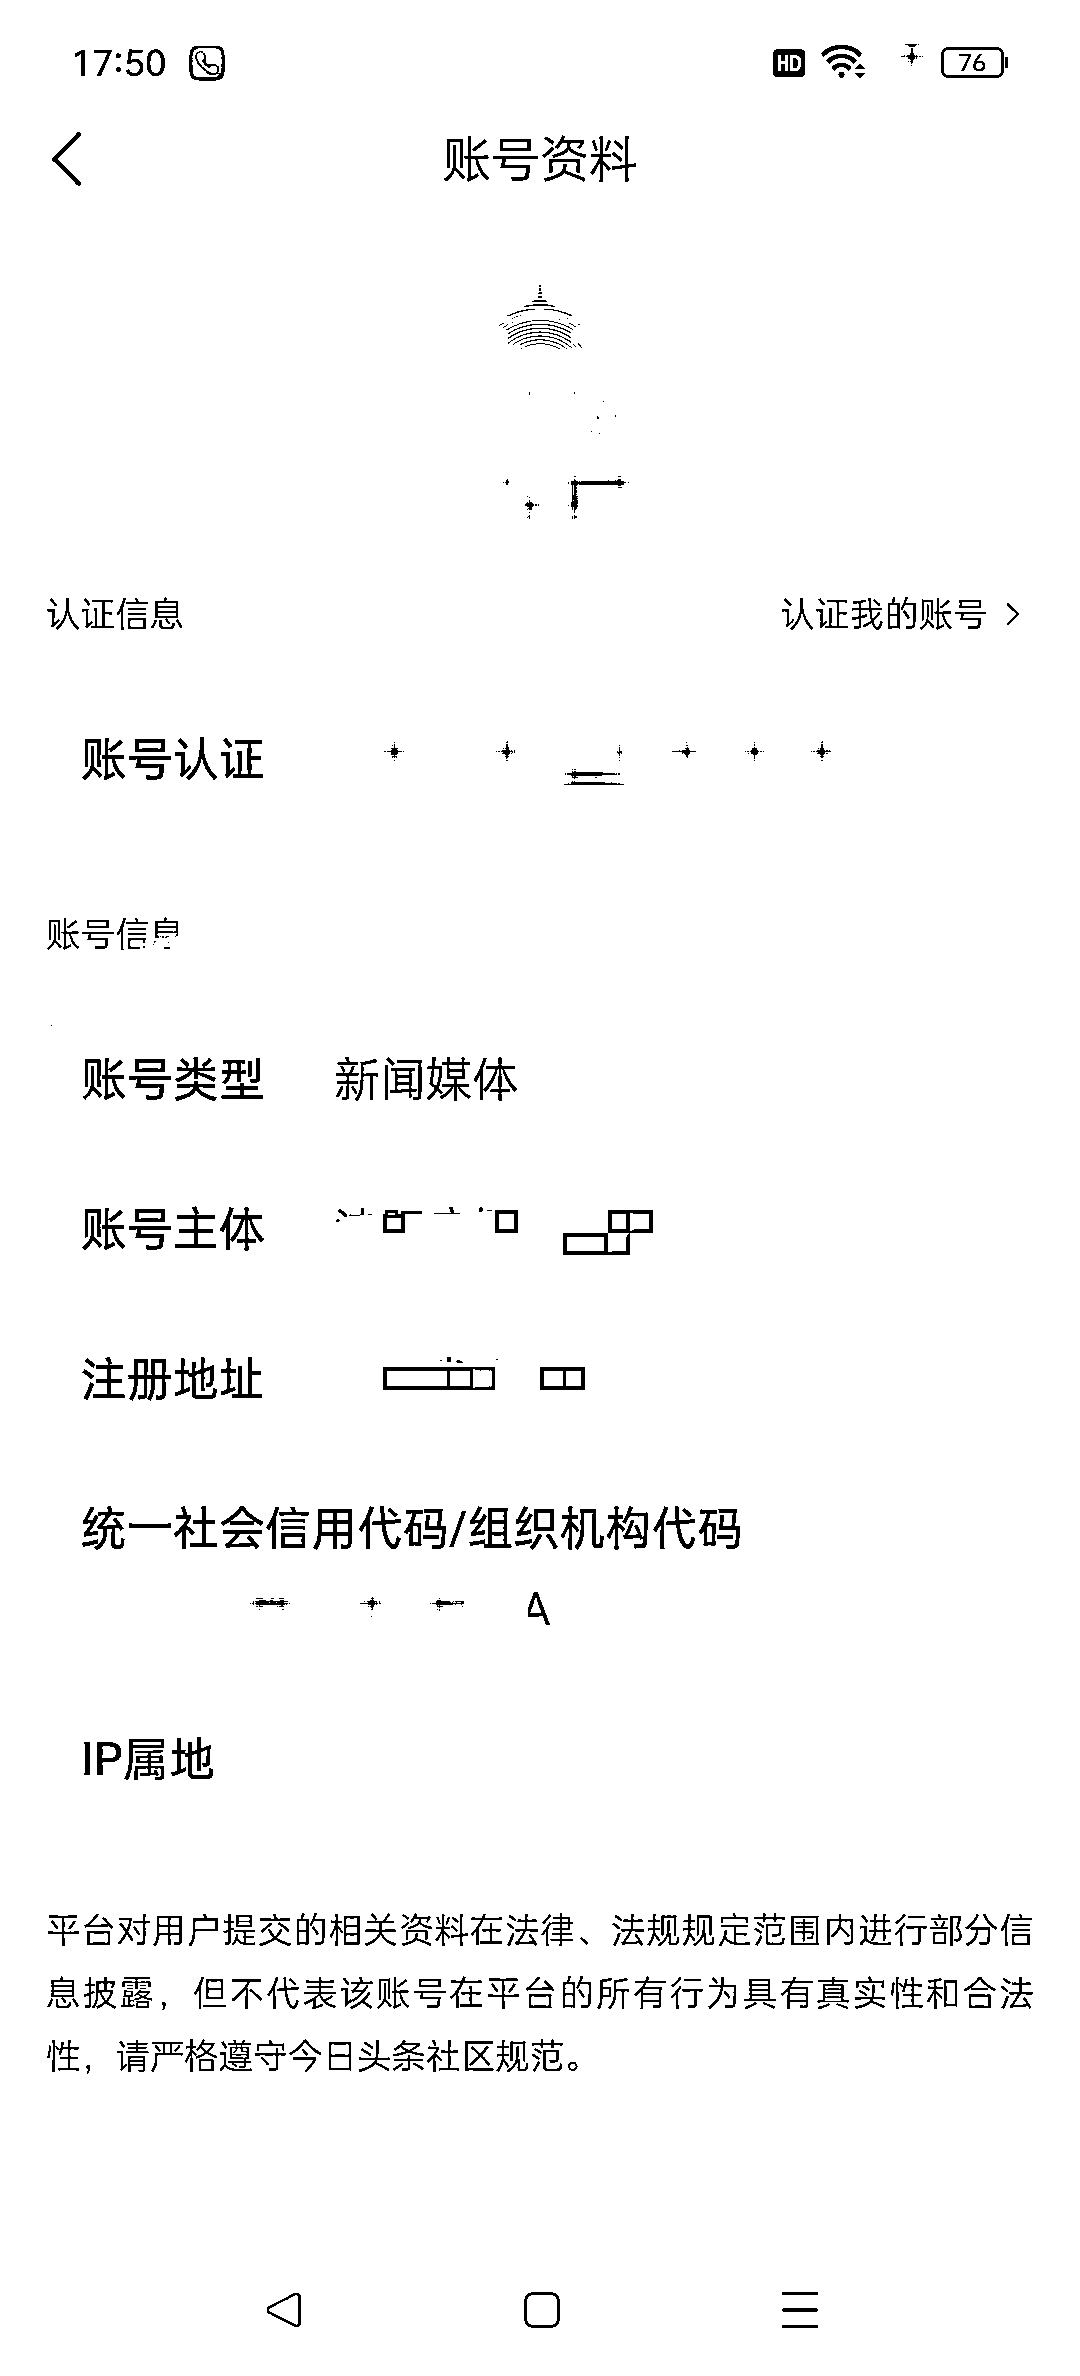 17:50
HD
76
账号资料
认证信息
认证我的账号
账号认证
账号信息
账号类型 新闻媒体
账号主体
注册地址
统一社会信用代码/组织机构代码
A
IP属地
平台对用户提交的相关资料在法律、法规规定范围内进行部分信
息披露，但不代表该账号在平台的所有行为具有真实性和合法
性，请严格遵守今日头条社区规范。